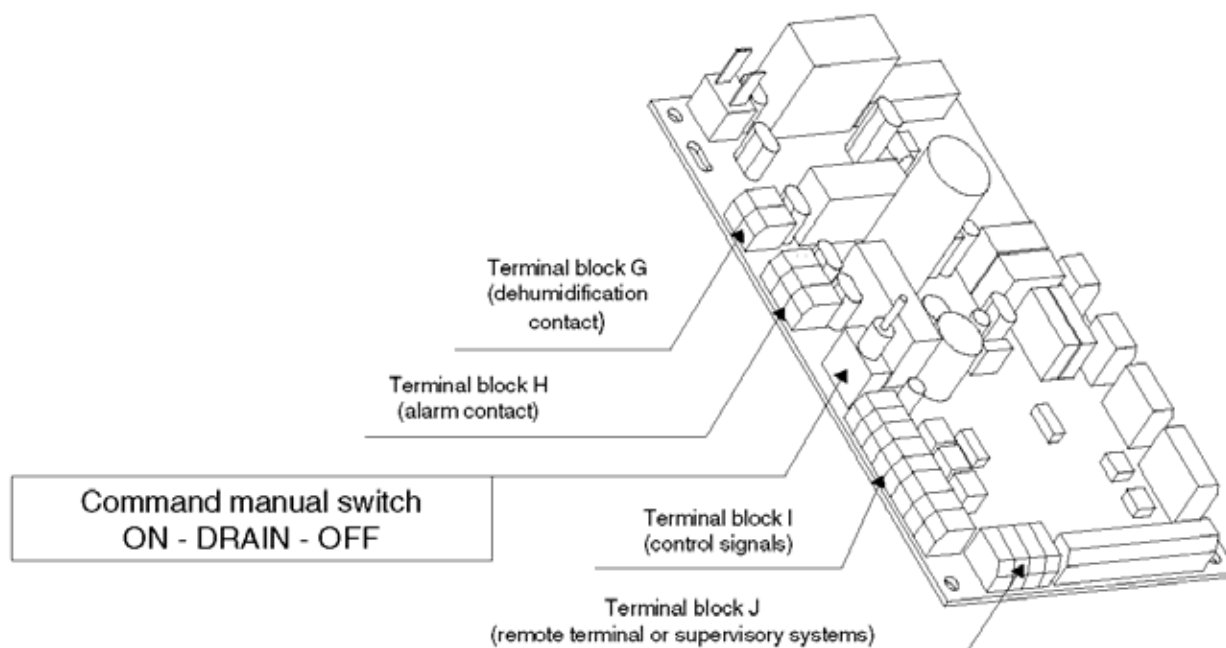 Terminal block G
(dehumidification
contact)
Terminal block H
(alarm contact)
Command manual switch
ON - DRAIN - OFF
Terminal block I
(control signals)
Terminal block J
(remote terminal or supervisory systems)